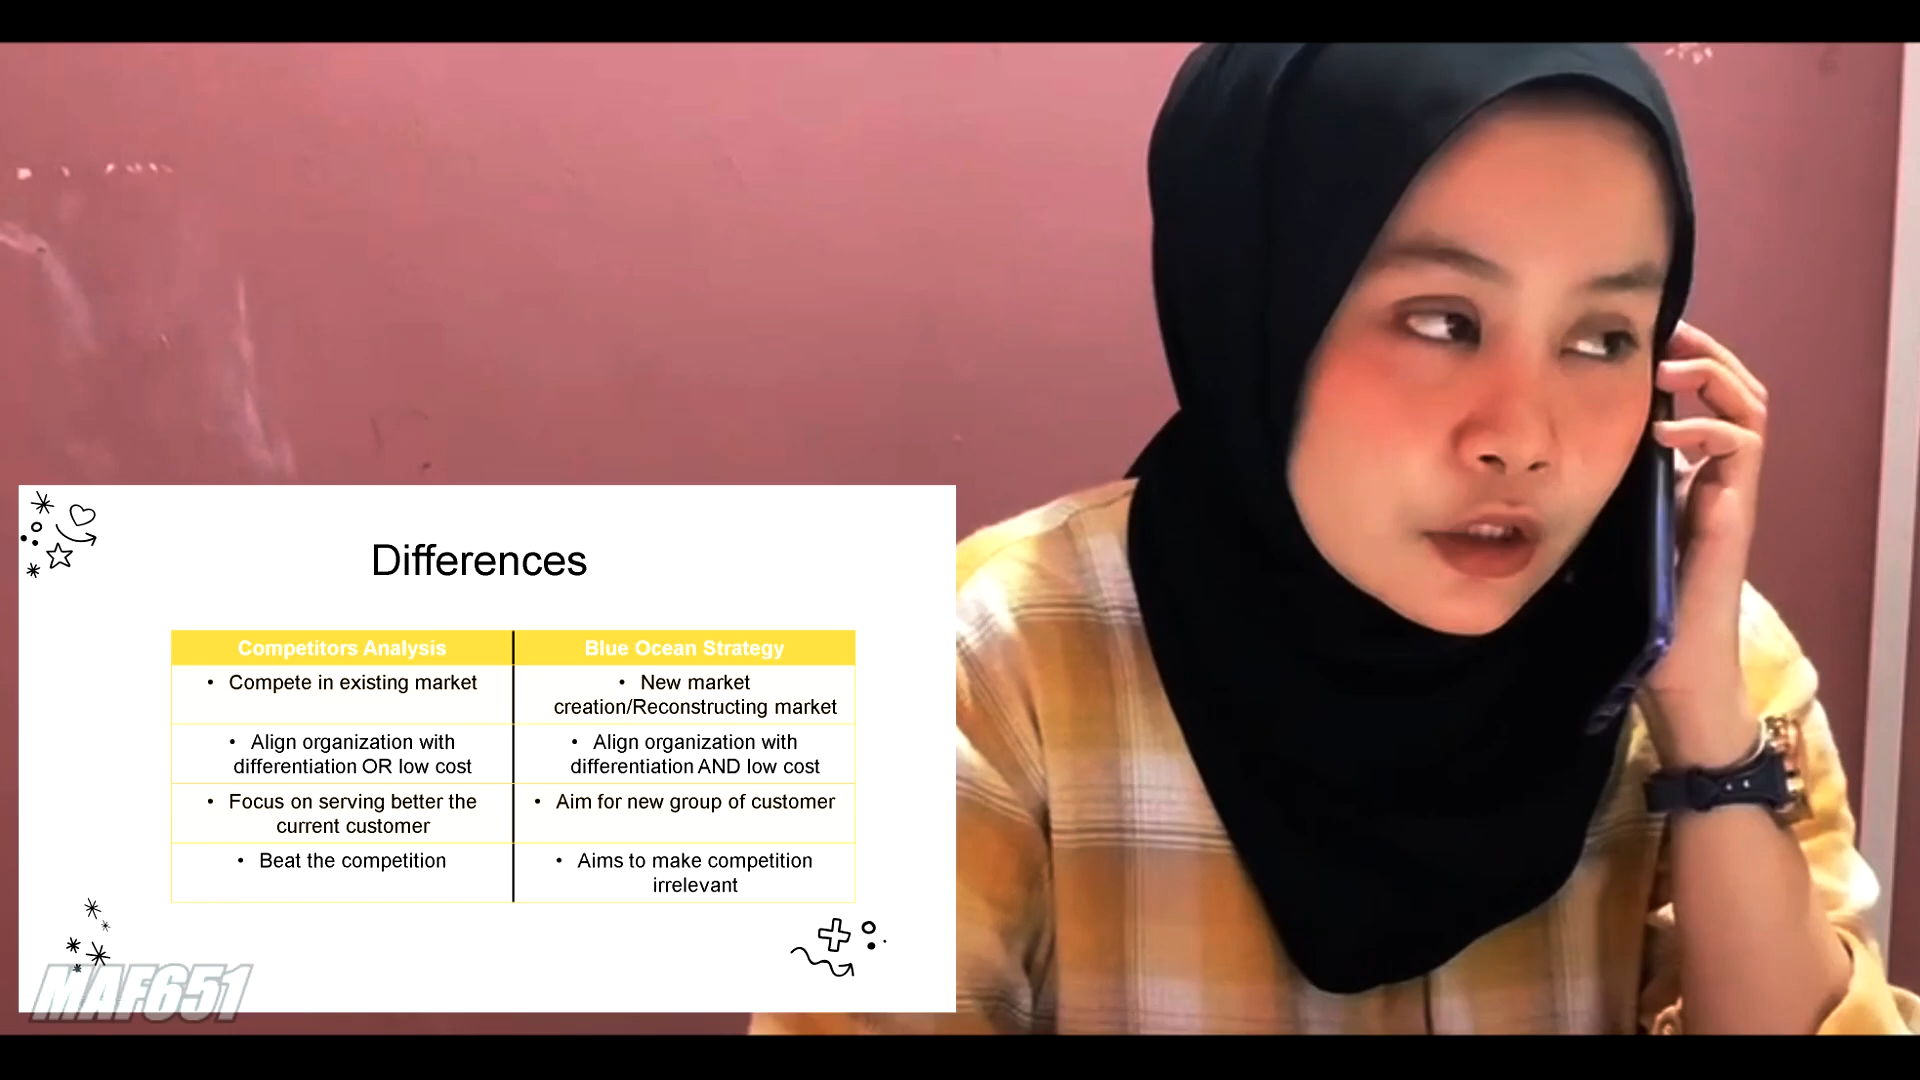 Differences
Competitors Analysis
Blue Ocean Strategy
• Compete in existing market
• New market
creation/Reconstructing market
• Align organization with
differentiation OR low cost
• Align organization with
differentiation AND low cost
• Focus on serving better the
current customer
• Aim for new group of customer
• Beat the competition
• Aims to make competition
irrelevant
MAF651